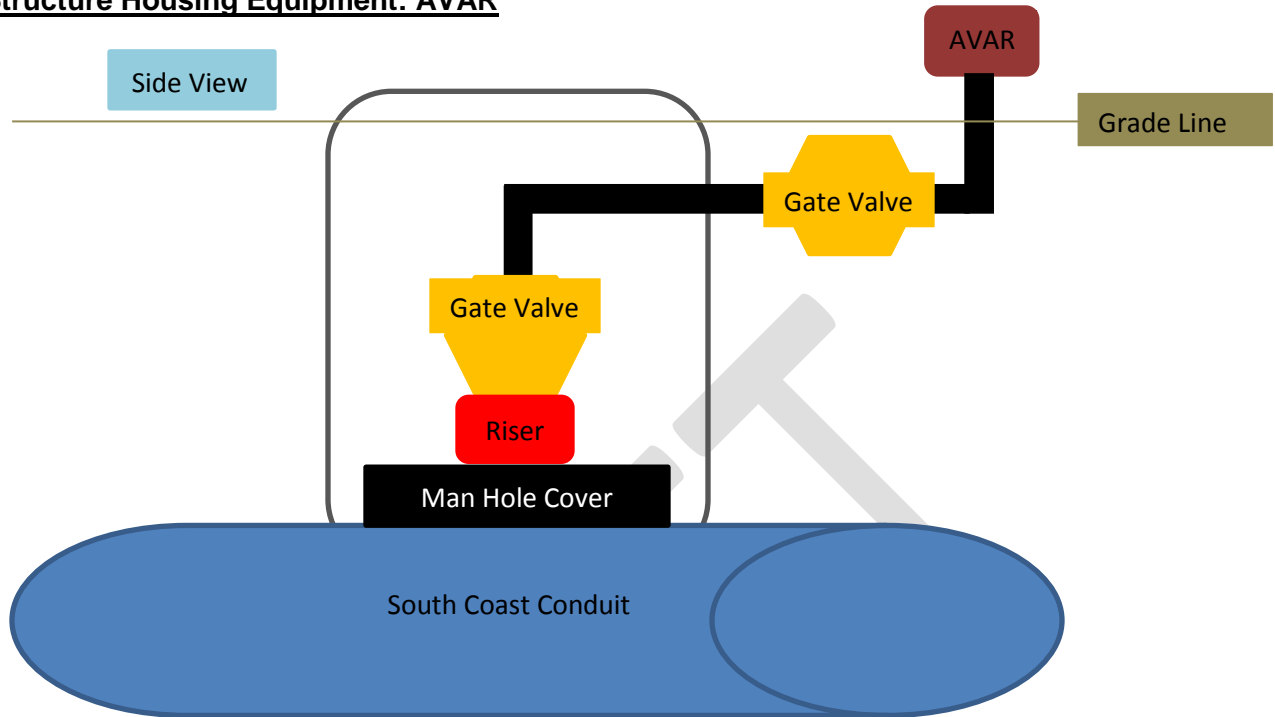 Structure Housing Equipment: AVAR
AVAR
Side View
Grade Line
Gate Valve
Gate Valve
Riser
Man Hole Cover
South Coast Conduit